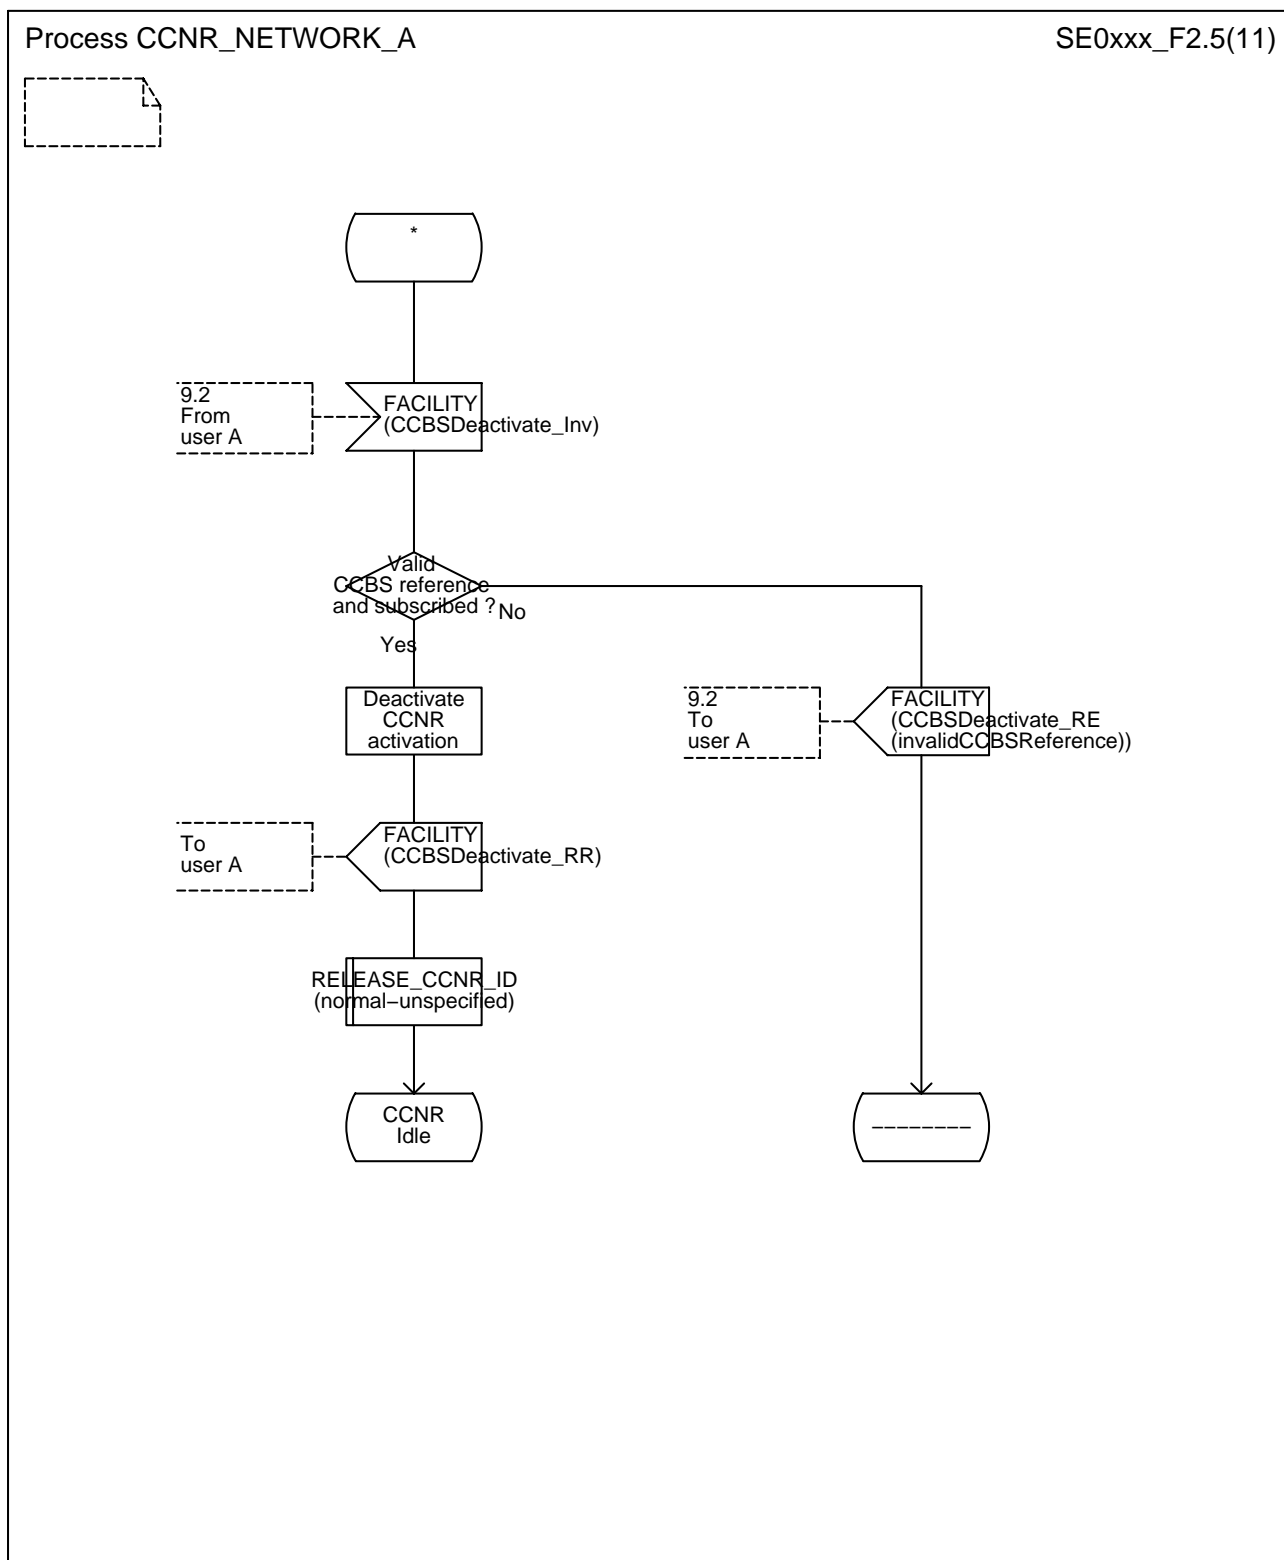 Process CCNR_NETWORK_A
SE0xxx_F2.5(11)
*
9.2
From
user A
FACILITY
(CCBSDeactivate_Inv)
Valid
CCBS reference
and subscribed ?
No
Yes
Deactivate
CCNR
activation
9.2
To
user A
FACILITY
(CCBSDeactivate_RE
(invalidCCBSReference))
To
user A
FACILITY
(CCBSDeactivate_RR)
RELEASE_CCNR_ID
(normal−unspecified)
CCNR
Idle
−−−−−−−−